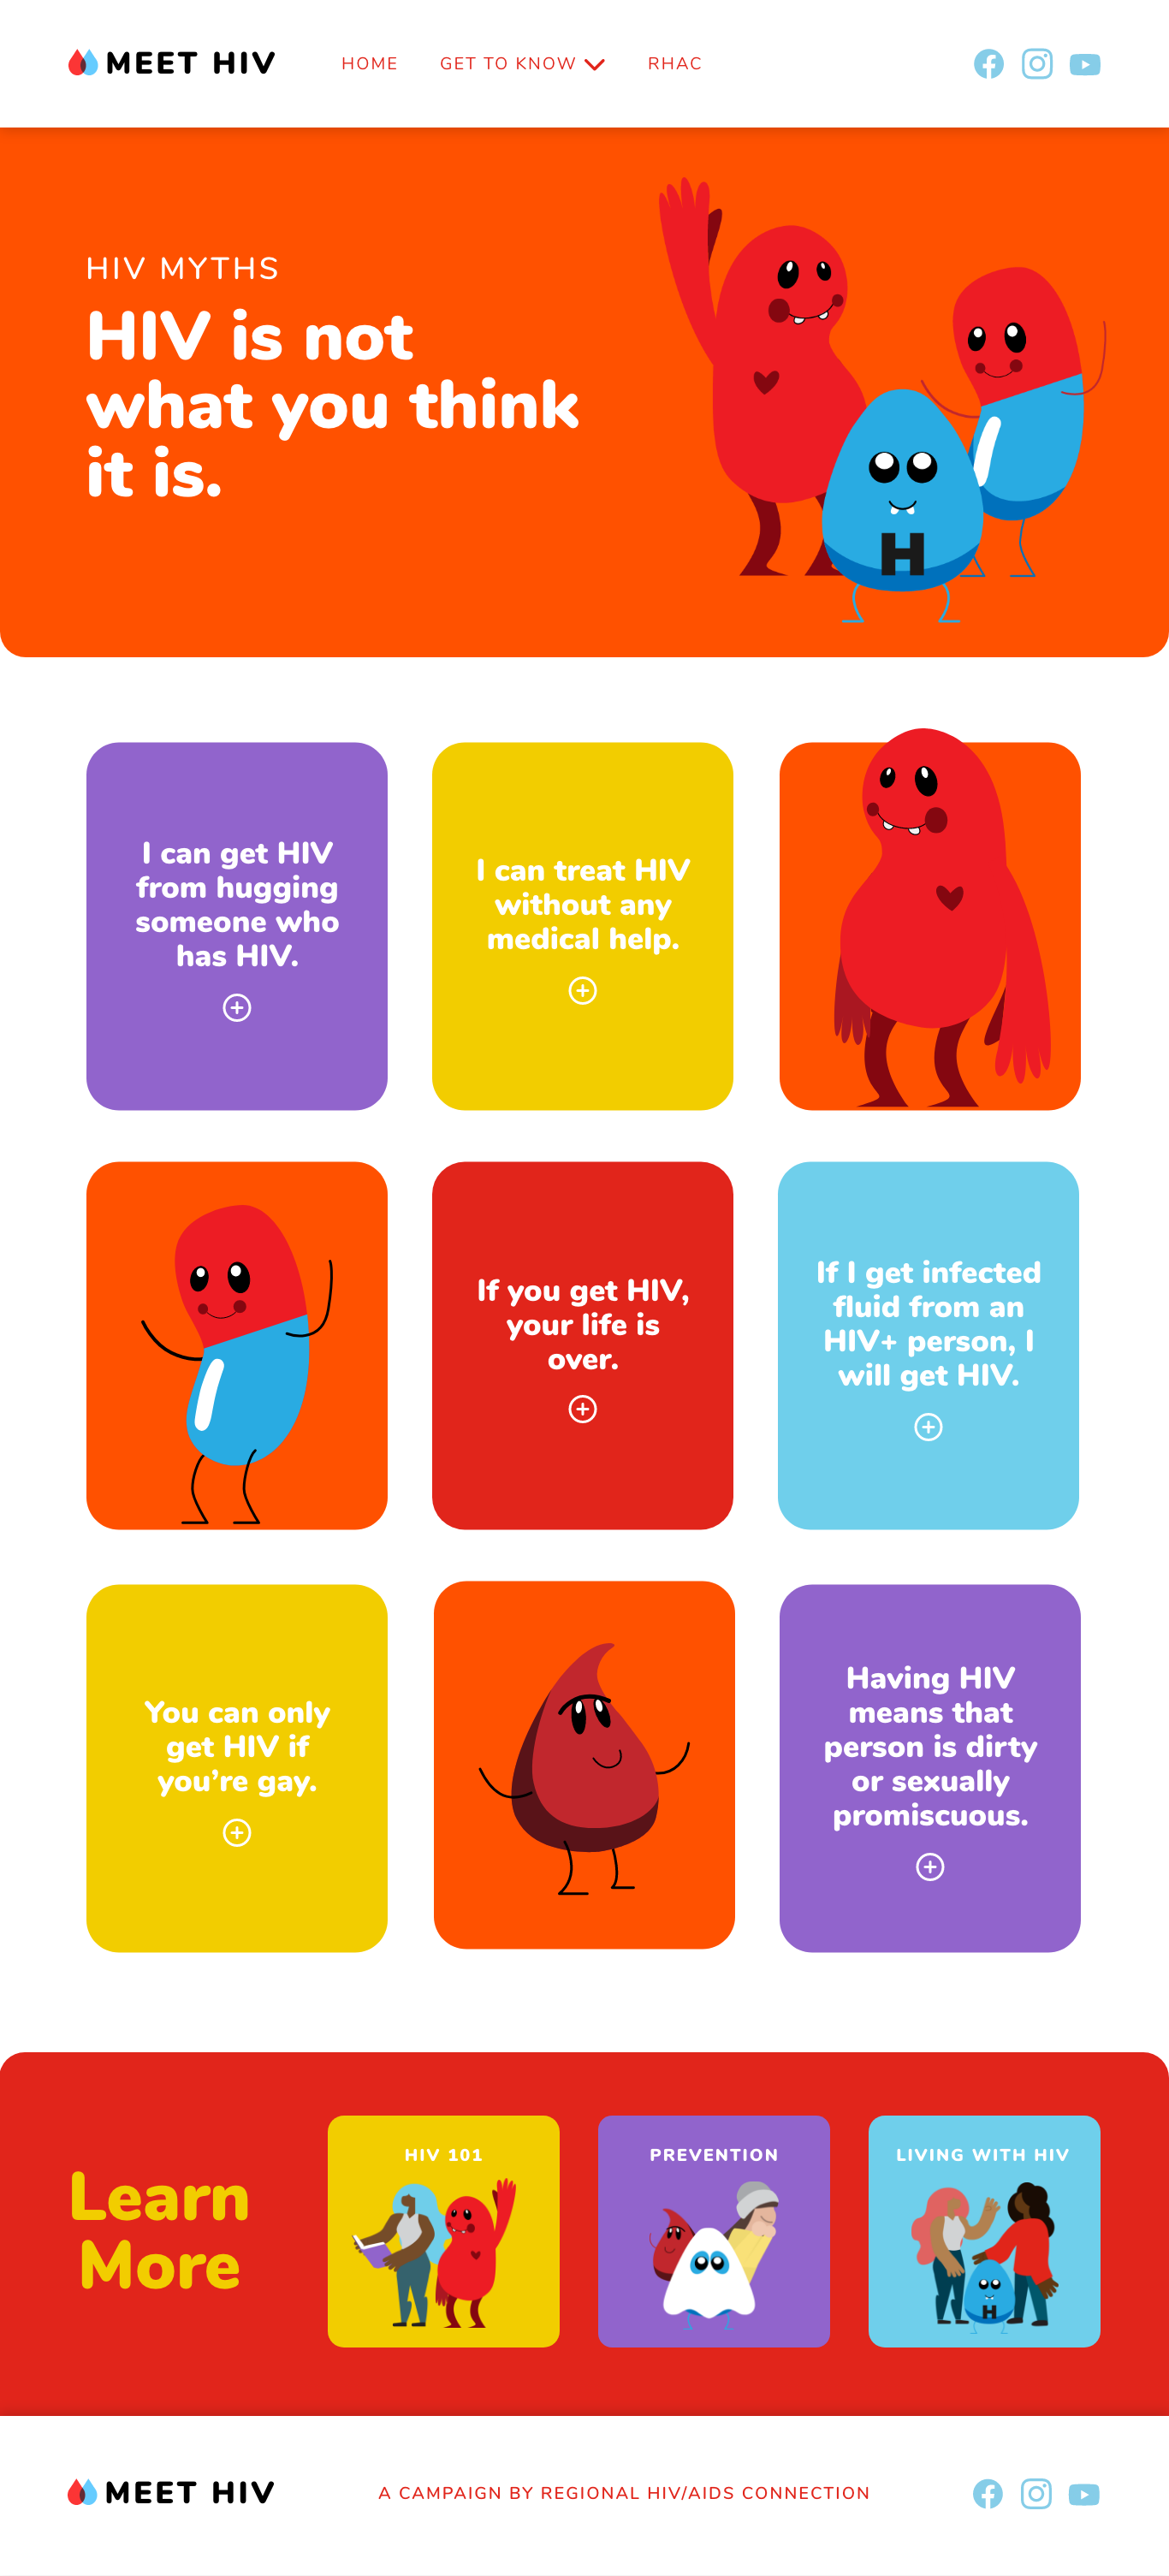 MEET HIV
HOME
GET TO KNOW
RHAC
HIV MYTHS
HIV is not
what you think
it is.
H
I can get HIV
from hugging
someone who
has HIV.
I can treat HIV
without any
medical help.
If you get HIV,
your life is
over.
If I get infected
fluid from an
HIV+ person, I
will get HIV.
You can only
get HIV if
you’re gay.
Having HIV
means that
person is dirty
or sexually
promiscuous.
Learn
More
HIV 101
PREVENTION
LIVING WITH HIV
H
MEET HIV
A CAMPAIGN BY REGIONAL HIV/AIDS CONNECTION